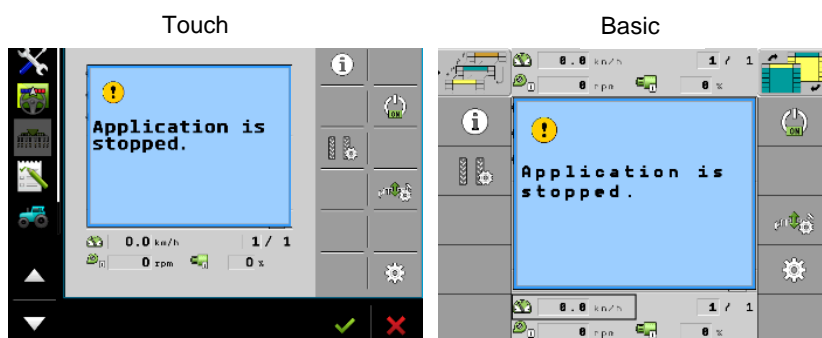 Touch
Basic
i
Application is
stopped.
ON
0.0 km/h 1 / 1
0 rpm 0 %
0.0 km/h 1 / 1
0 rpm 0 %
i
Application is
stopped.
ON
0.0 km/h 1 / 1
0 rpm 0 %